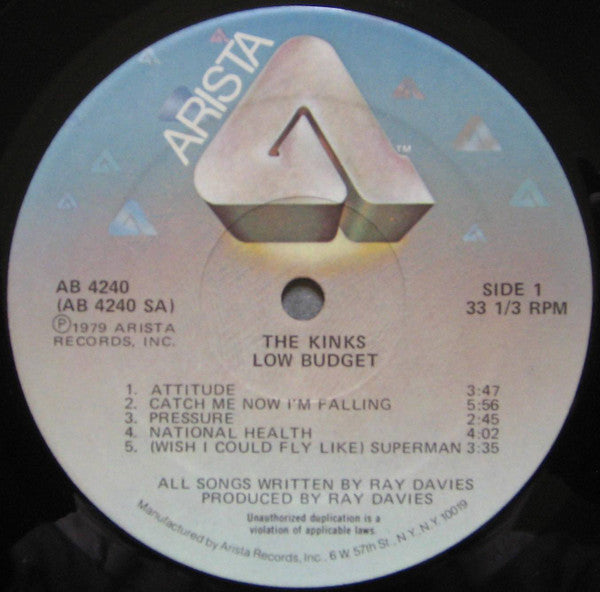 ARISTA
TM
AB 4240
(AB 4240 SA)
Ⓟ1979 ARISTA
RECORDS, INC.
SIDE 1
33 1/3 RPM
THE KINKS
LOW BUDGET
1. ATTITUDE 3:47
2. CATCH ME NOW I'M FALLING 5:56
3. PRESSURE 2:45
4. NATIONAL HEALTH 4:02
5. (WISH I COULD FLY LIKE) SUPERMAN 3:35
ALL SONGS WRITTEN BY RAY DAVIES
PRODUCED BY RAY DAVIES
Unauthorized duplication is a
violation of applicable laws.
Manufactured by Arista Records, Inc., 6 W. 57th St., N.Y., N.Y. 10019